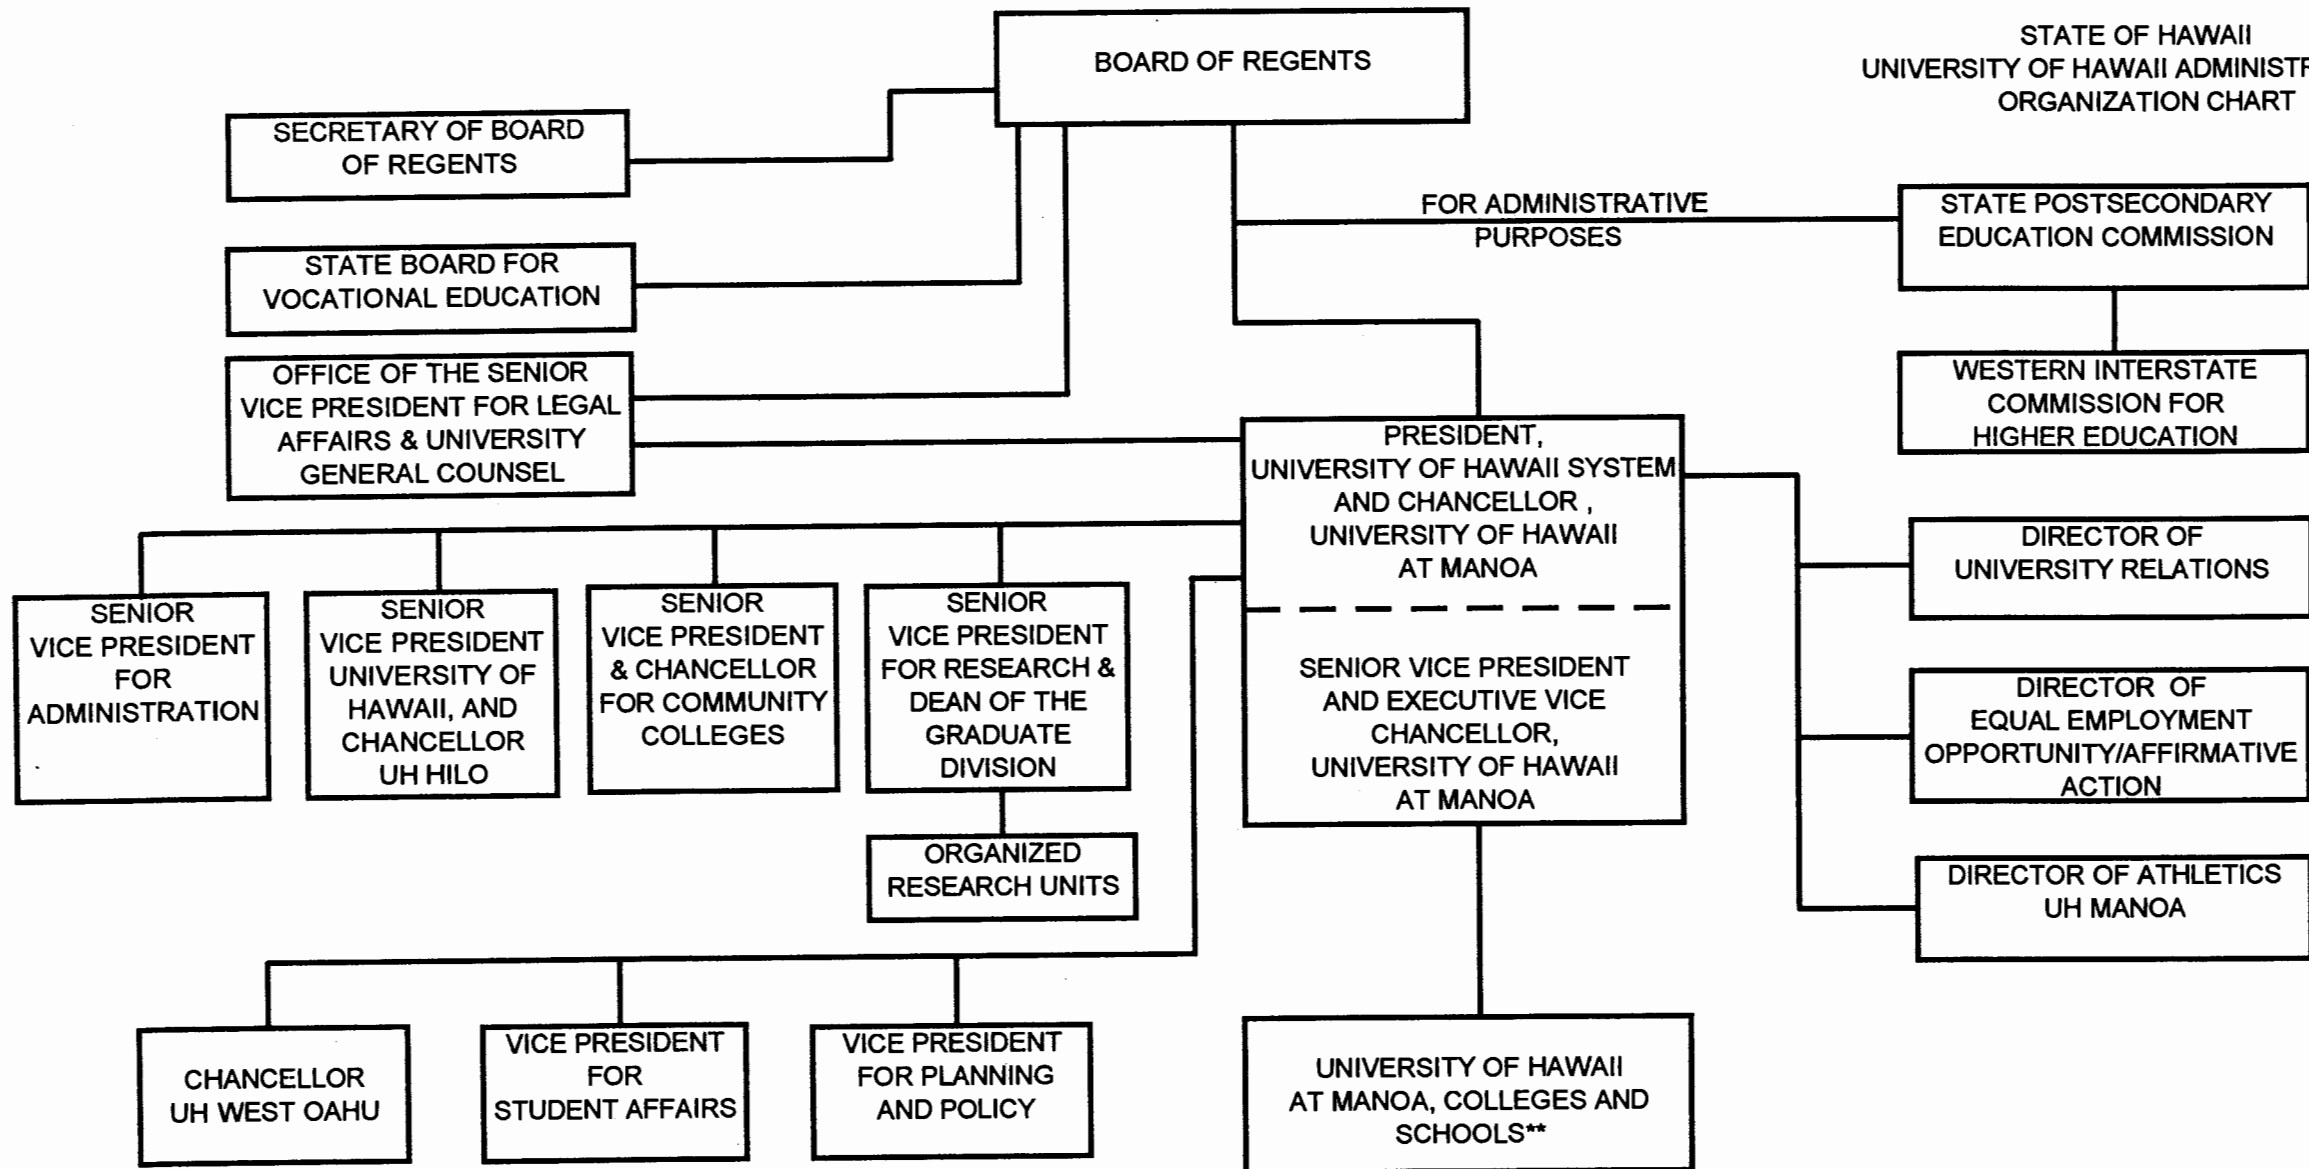 BOARD OF REGENTS
STATE OF HAWAII
UNIVERSITY OF HAWAII
ORGANIZATION CHART
SECRETARY OF BOARD
OF REGENTS
FOR ADMINISTRATIVE
PURPOSES
STATE POSTSECONDARY
EDUCATION COMMISSION
STATE BOARD FOR
VOCATIONAL EDUCATION
OFFICE OF THE SENIOR
VICE PRESIDENT FOR LEGAL
AFFAIRS & UNIVERSITY
GENERAL COUNSEL
WESTERN INTERSTATE
COMMISSION FOR
HIGHER EDUCATION
PRESIDENT,
UNIVERSITY OF HAWAII SYSTEM
AND CHANCELLOR ,
UNIVERSITY OF HAWAII
AT MANOA
SENIOR VICE PRESIDENT
AND EXECUTIVE VICE
CHANCELLOR,
UNIVERSITY OF HAWAII
AT MANOA
DIRECTOR OF
UNIVERSITY RELATIONS
DIRECTOR OF
EQUAL EMPLOYMENT
OPPORTUNITY/AFFIRMATIVE
ACTION
DIRECTOR OF ATHLETICS
UH MANOA
SENIOR
VICE PRESIDENT
FOR
ADMINISTRATION
SENIOR
VICE PRESIDENT
UNIVERSITY OF
HAWAII, AND
CHANCELLOR
UH HILO
SENIOR
VICE PRESIDENT
& CHANCELLOR
FOR COMMUNITY
COLLEGES
SENIOR
VICE PRESIDENT
FOR RESEARCH &
DEAN OF THE
GRADUATE
DIVISION
ORGANIZED
RESEARCH UNITS
CHANCELLOR
UH WEST OAHU
VICE PRESIDENT
FOR
STUDENT AFFAIRS
VICE PRESIDENT
FOR PLANNING
AND POLICY
UNIVERSITY OF HAWAII
AT MANOA, COLLEGES AND
SCHOOLS**